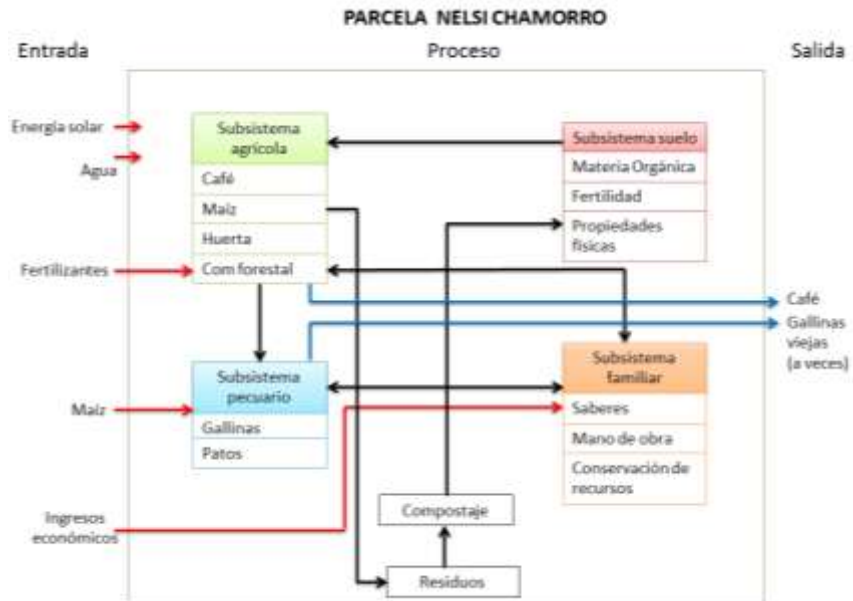 PARCELA NELSI CHAMORRO
Entrada
Proceso
Salida
Energía solar
Agua
Fertilizantes
Maíz
Ingresos
económicos
Subsistema
agrícola
Café
Maíz
Huerta
Com forestal
Subsistema
pecuario
Gallinas
Patos
Subsistema suelo
Materia Orgánica
Fertilidad
Propiedades
físicas
Subsistema
familiar
Saberes
Mano de obra
Conservación de
recursos
Compostaje
Residuos
Café
Gallinas
viejas
(a veces)